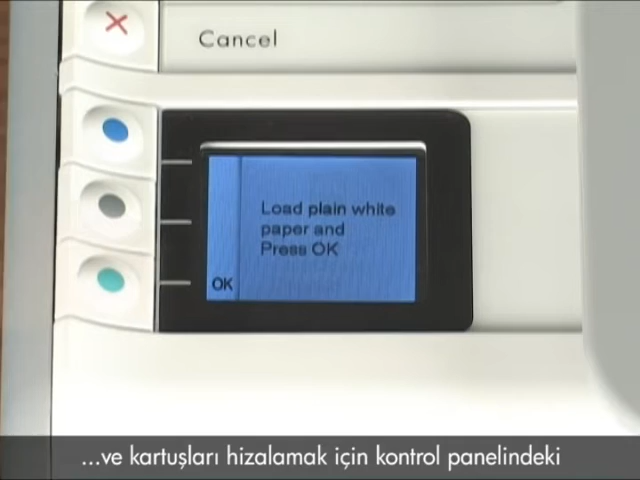 Cancel
Load plain white
paper and
Press OK
OK
...ve kartuşları hizalamak için kontrol panelindeki